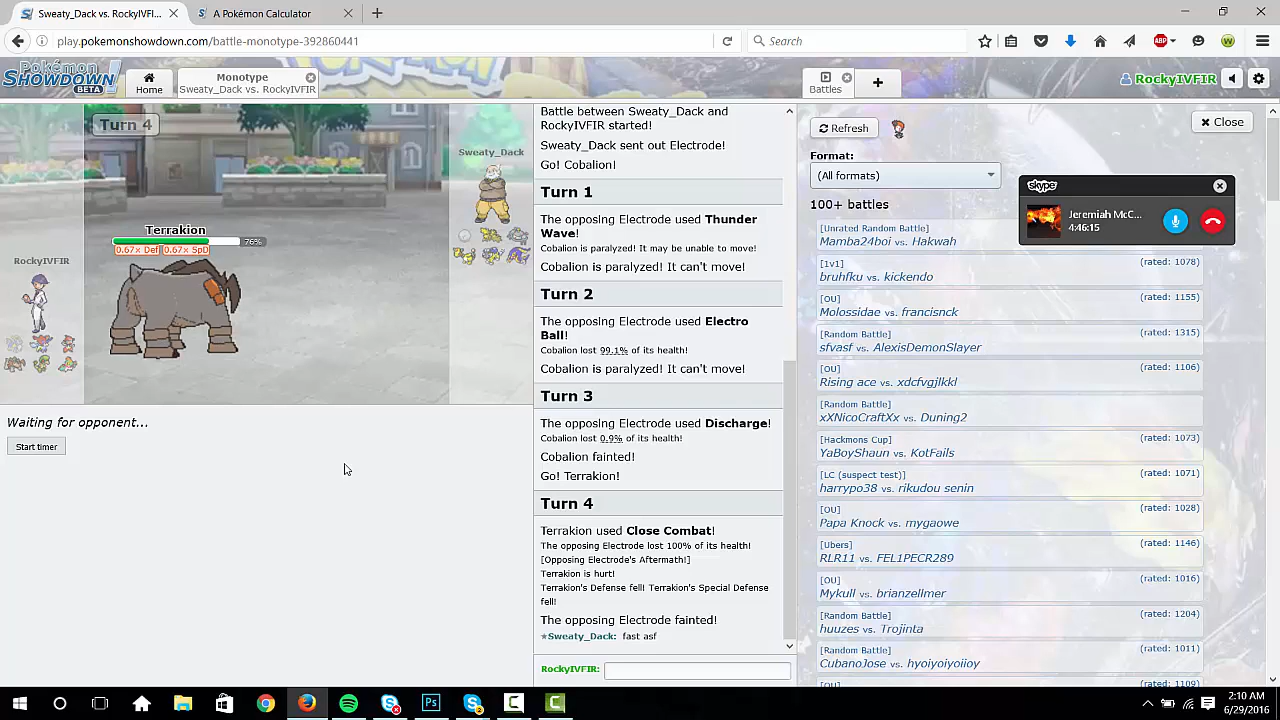 Sweaty_Dack vs. RockyIVFI...
A Pokémon Calculator
play.pokemonshowdown.com/battle-monotype-392860441
Search
ABP
W
Pokémon
SHOWDOWN
BETA
Home
Monotype
Sweaty_Dack vs. RockyIVFIR
Battles
RockyIVFIR
Turn 4
Sweaty_Dack
Terrakion
76%
0.67x Def 0.67x SpD
RockyIVFIR
Waiting for opponent...
Start timer
Battle between Sweaty_Dack and
RockyIVFIR started!
Sweaty_Dack sent out Electrode!
Go! Cobalion!
Turn 1
The opposing Electrode used Thunder
Wave!
Cobalion is paralyzed! It may be unable to move!
Cobalion is paralyzed! It can't move!
Turn 2
The opposing Electrode used Electro
Ball!
Cobalion lost 99.1% of its health!
Cobalion is paralyzed! It can't move!
Turn 3
The opposing Electrode used Discharge!
Cobalion lost 0.9% of its health!
Cobalion fainted!
Go! Terrakion!
Turn 4
Terrakion used Close Combat!
The opposing Electrode lost 100% of its health!
[Opposing Electrode's Aftermath!]
Terrakion is hurt!
Terrakion's Defense fell! Terrakion's Special Defense
fell!
The opposing Electrode fainted!
★Sweaty_Dack: fast asf
RockyIVFIR:
Refresh
Close
Format:
(All formats)
100+ battles
skype
Jeremiah McC...
4:46:15
[Unrated Random Battle]
Mamba24boi vs. Hakwah
[1v1] (rated: 1078)
bruhfku vs. kickendo
[OU] (rated: 1155)
Molossidae vs. francisnck
[Random Battle] (rated: 1315)
sfvasf vs. AlexisDemonSlayer
[OU] (rated: 1106)
Rising ace vs. xdcfvgjlkkl
[Random Battle]
xXNicoCraftXx vs. Duning2
[Hackmons Cup] (rated: 1073)
YaBoyShaun vs. KotFails
[LC (suspect test)] (rated: 1071)
harrypo38 vs. rikudou senin
[OU] (rated: 1028)
Papa Knock vs. mygaowe
[Ubers] (rated: 1146)
RLR11 vs. FEL1PECR289
[OU] (rated: 1016)
Mykull vs. brianzellmer
[Random Battle] (rated: 1204)
huuzes vs. Trojinta
[Random Battle] (rated: 1011)
CubanoJose vs. hyoiyoiyoiioy
[OU] (rated: 1109)
Ps
2:10 AM
6/29/2016